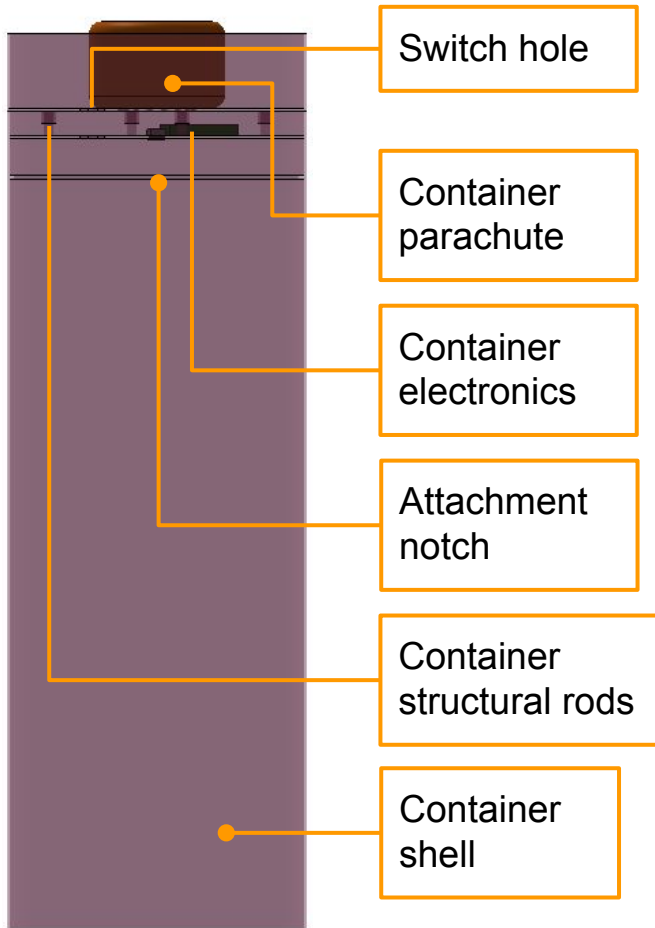 Switch hole
Container
parachute
Container
electronics
Attachment
notch
Container
structural rods
Container
shell